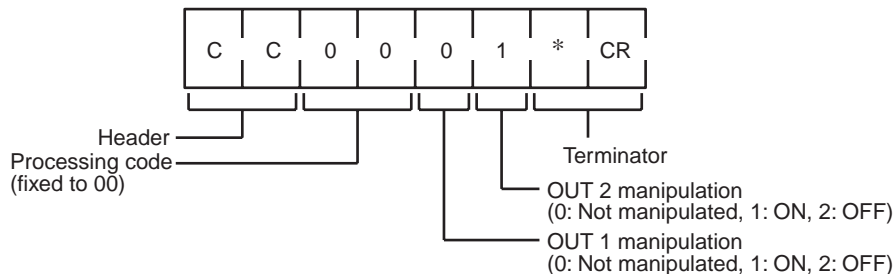 C C 0 0 0 1 * CR
Header
Processing code
(fixed to 00)
Terminator
OUT 2 manipulation
(0: Not manipulated, 1: ON, 2: OFF)
OUT 1 manipulation
(0: Not manipulated, 1: ON, 2: OFF)